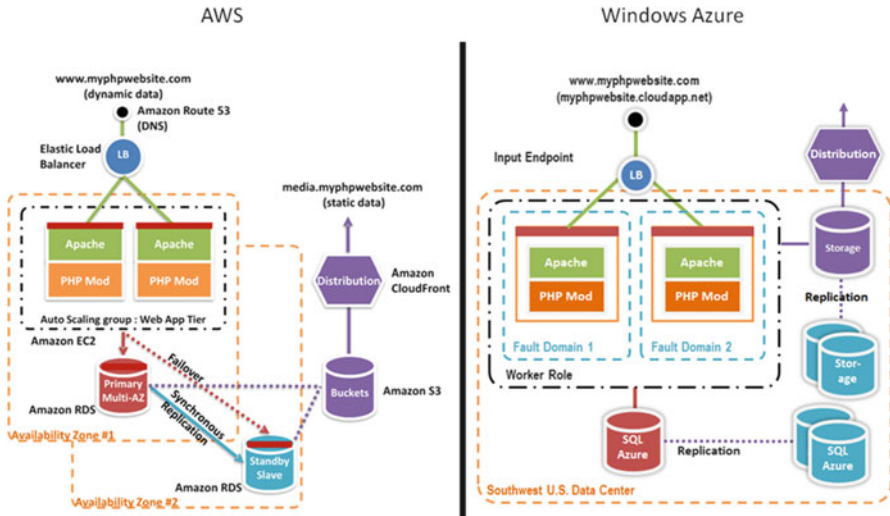 AWS
www.myphpwebsite.com
(dynamic data)
Amazon Route 53
(DNS)
Elastic Load
Balancer
LB
media.myphpwebsite.com
(static data)
Apache
Apache
PHP Mod
PHP Mod
Auto Scaling group : Web App Tier
Distribution
Amazon
CloudFront
Amazon EC2
Failover
Primary
Multi-AZ
Buckets
Amazon S3
Amazon RDS
Synchronous
Replication
Availability Zone #1
Standby
Slave
Amazon RDS
Availability Zone #2
Windows Azure
www.myphpwebsite.com
(myphpwebsite.cloudapp.net)
Input Endpoint
LB
Distribution
Storage
Apache
Apache
PHP Mod
PHP Mod
Replication
Fault Domain 1
Fault Domain 2
Stor-
age
Worker Role
SQL
Azure
Replication
SQL
Azure
Southwest U.S. Data Center